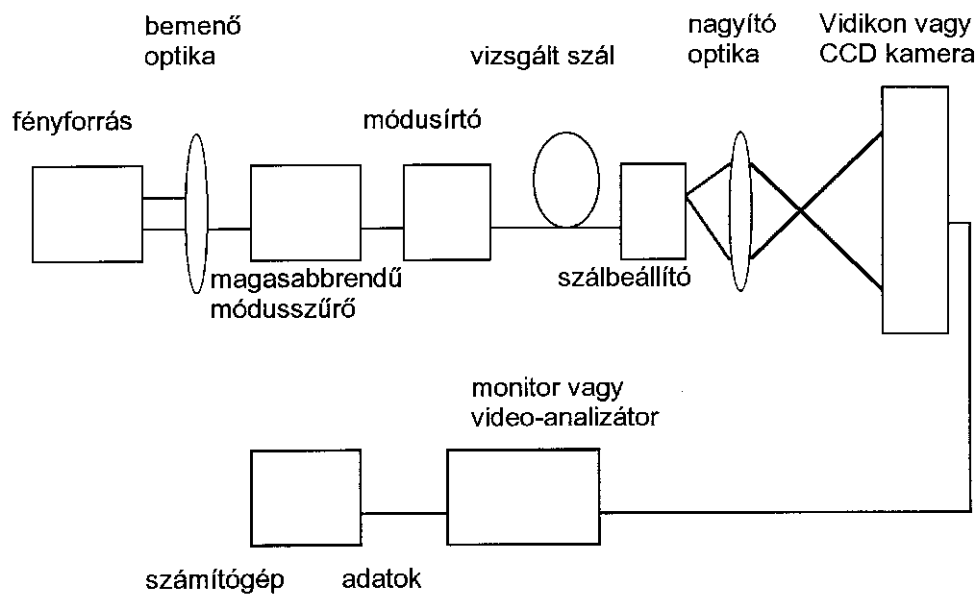 bemenő
optika
vizsgált szál
nagyító
optika
Vidikon vagy
CCD kamera
fényforrás
módusírtó
magasabbrendű
módusszűrő
szálbeállító
monitor vagy
video-analizátor
számítógép
adatok